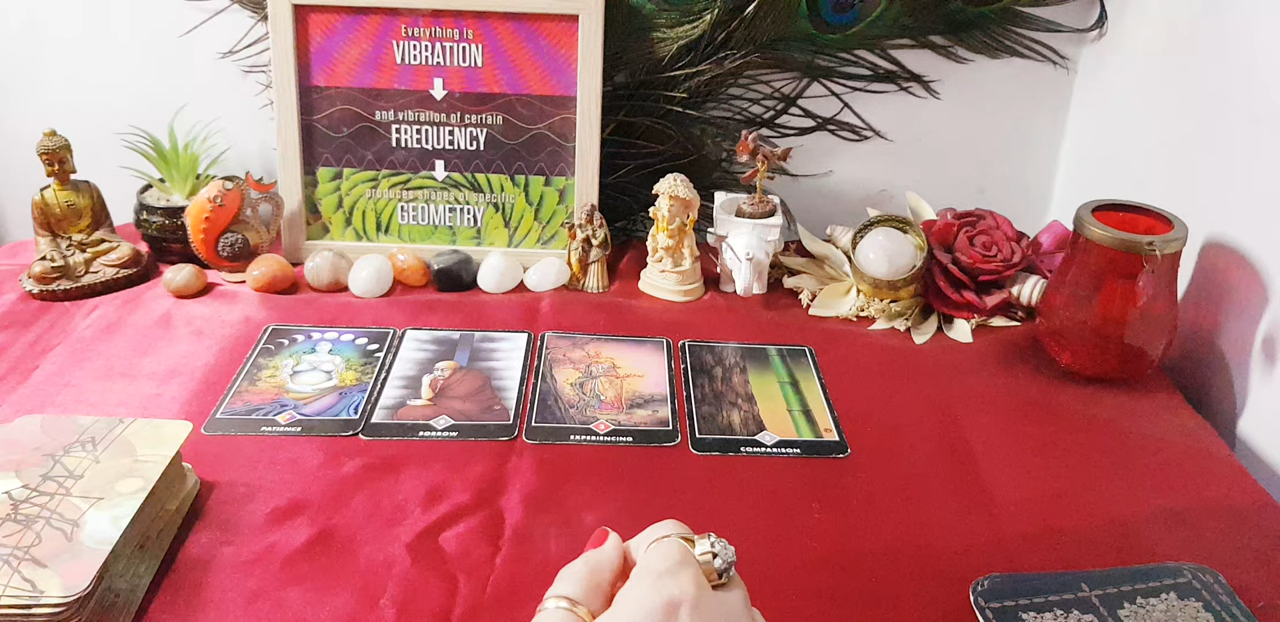 Everything is
VIBRATION
and vibration of certain
FREQUENCY
produces shapes of specific
GEOMETRY
PATIENCE
SORROW
EXPERIENCING
COMPARISON